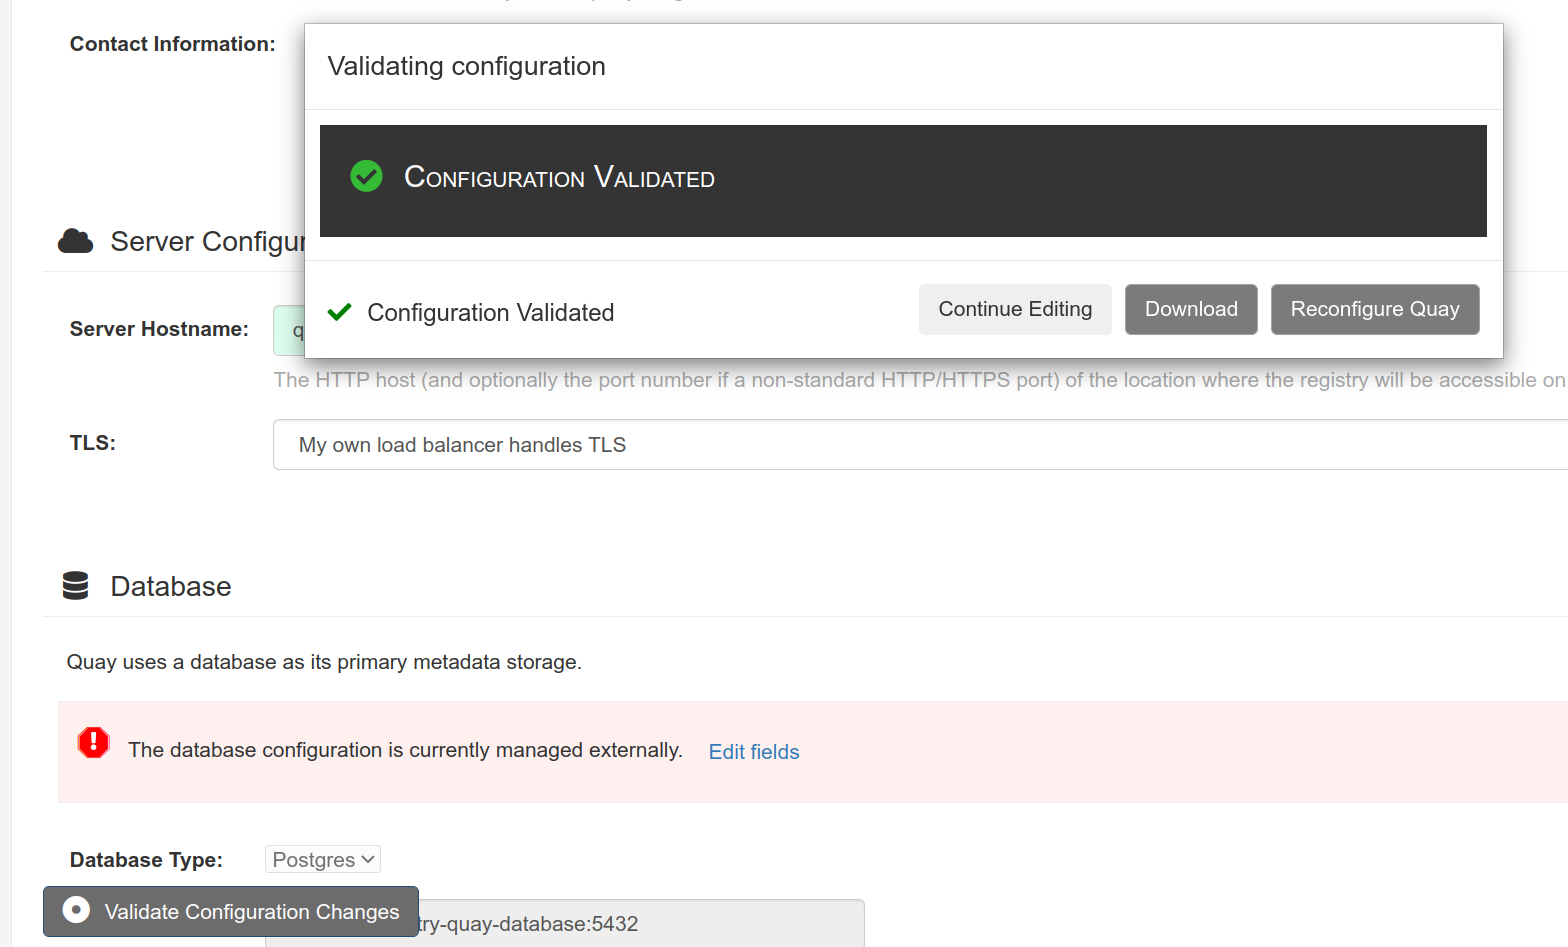 Contact Information:
Validating configuration
Configuration Validated
Configuration Validated
Continue Editing
Download
Reconfigure Quay
Server Configur
Server Hostname:
q
The HTTP host (and optionally the port number if a non-standard HTTP/HTTPS port) of the location where the registry will be accessible on
TLS:
My own load balancer handles TLS
Database
Quay uses a database as its primary metadata storage.
The database configuration is currently managed externally. Edit fields
Database Type:
Postgres
Validate Configuration Changes
try-quay-database:5432